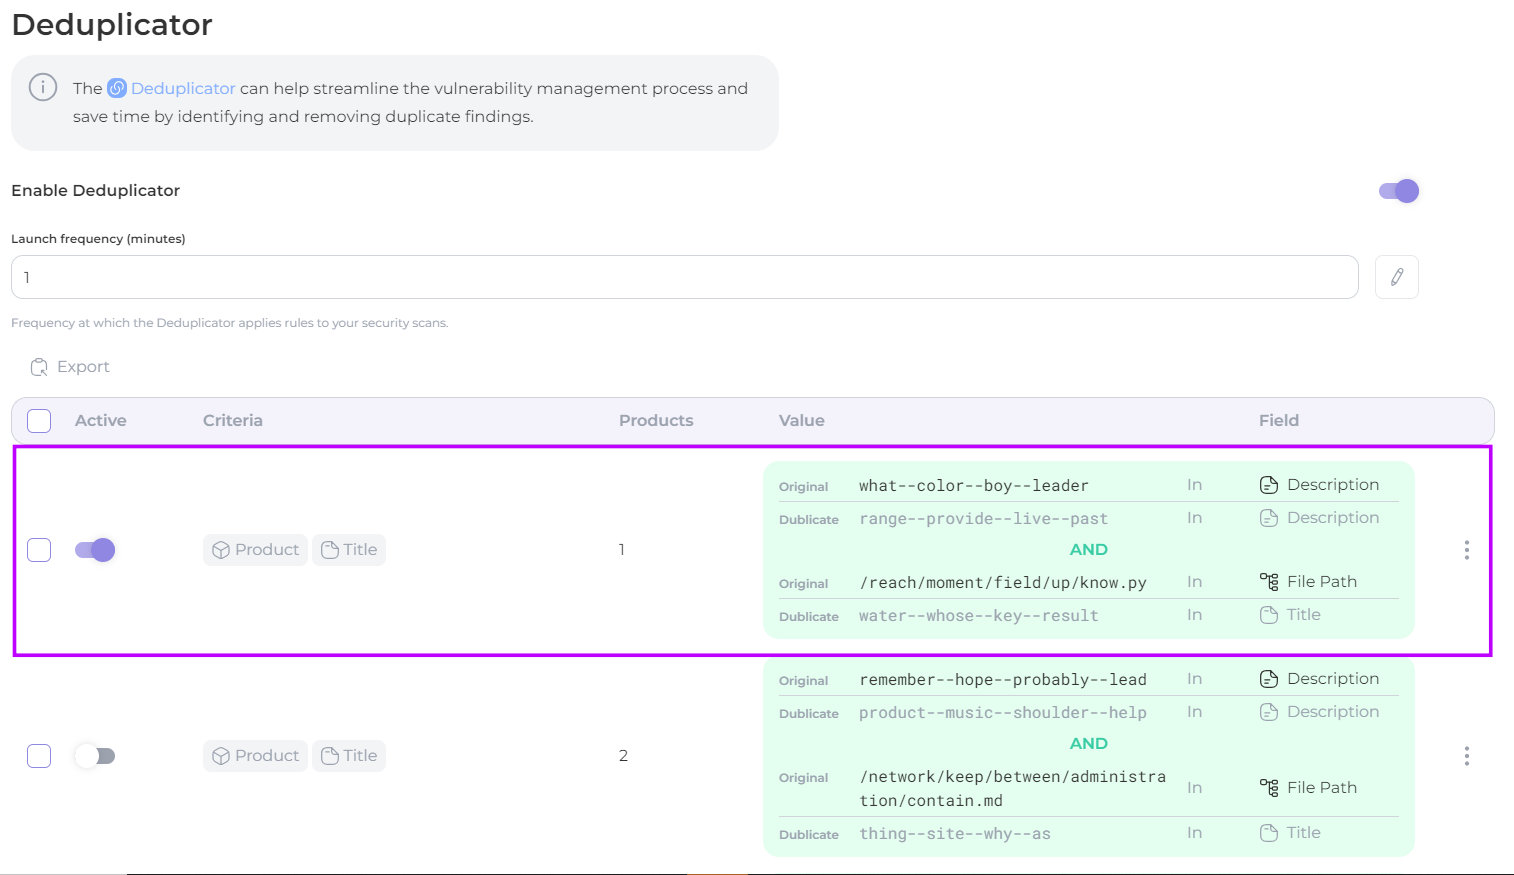 Deduplicator
The Deduplicator can help streamline the vulnerability management process and
save time by identifying and removing duplicate findings.
Enable Deduplicator
Launch frequency (minutes)
1
Frequency at which the Deduplicator applies rules to your security scans.
Export
Active Criteria Products Value Field
Original what--color--boy--leader In Description
Dublicate range--provide--live--past In Description
Product Title 1 AND
Original /reach/moment/field/up/know.py In File Path
Dublicate water--whose--key--result In Title
Original remember--hope--probably--lead In Description
Dublicate product--music--shoulder--help In Description
AND
Product Title 2
Original /network/keep/between/administra
tion/contain.md In File Path
Dublicate thing--site--why--as In Title